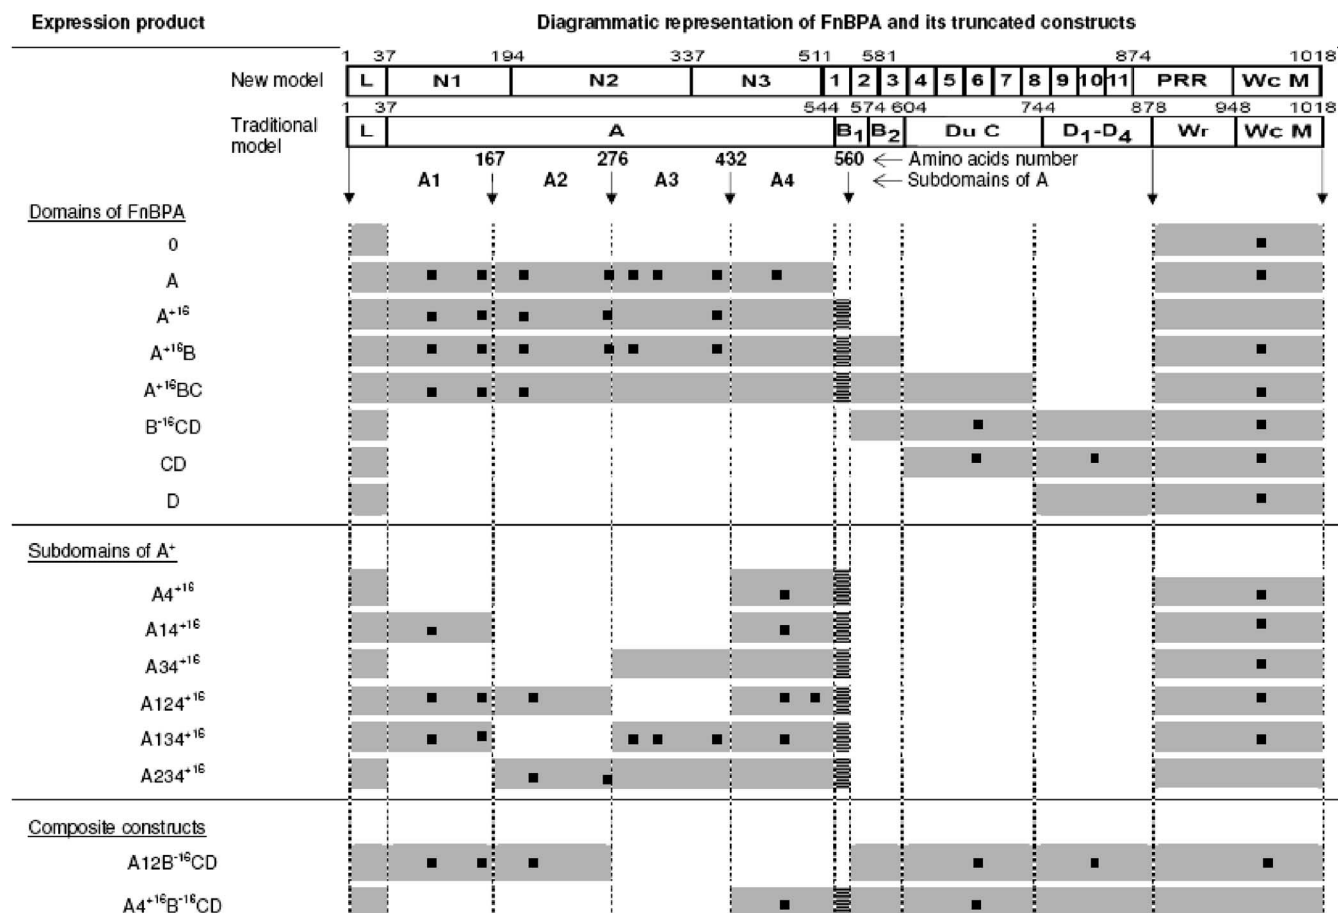 Expression product Diagrammatic representation of FnBPA and its truncated constructs
1 37 194 337 511 581 874 1018
New model L N1 N2 N3 1 2 3 4 5 6 7 8 9 10 11 PRR Wc M
1 37 544 574 604 744 878 948 1018
Traditional model L A B1 B2 Du C D1-D4 Wr Wc M
167 276 432 560 ← Amino acids number
A1 A2 A3 A4 ← Subdomains of A
Domains of FnBPA
0
A
A⁺¹⁶
A⁺¹⁶B
A⁺¹⁶BC
B⁻¹⁶CD
CD
D
Subdomains of A⁺
A4⁺¹⁶
A14⁺¹⁶
A34⁺¹⁶
A124⁺¹⁶
A134⁺¹⁶
A234⁺¹⁶
Composite constructs
A12B⁻¹⁶CD
A4⁺¹⁶B⁻¹⁶CD